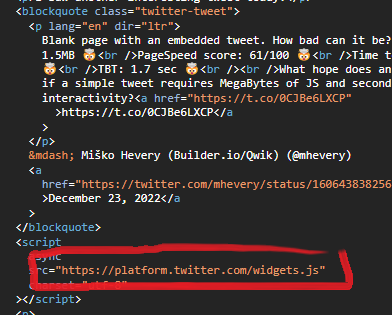 <blockquote class="twitter-tweet">
<p lang="en" dir="ltr">
Blank page with an embedded tweet. How bad can it be?
1.5MB 🤯<br />PageSpeed score: 61/100 🤯<br />Time t
🤯<br />TBT: 1.7 sec 🤯<br /><br />What hope does an
if a simple tweet requires MegaBytes of JS and second
interactivity?<a href="https://t.co/0CJBe6LXCP"
>https://t.co/0CJBe6LXCP</a
>
</p>
&mdash; Miško Hevery (Builder.io/Qwik) (@mhevery)
<a
href="https://twitter.com/mhevery/status/160643838256
>December 23, 2022</a
>
</blockquote>
<script
async
src="https://platform.twitter.com/widgets.js"
></script>
<p>